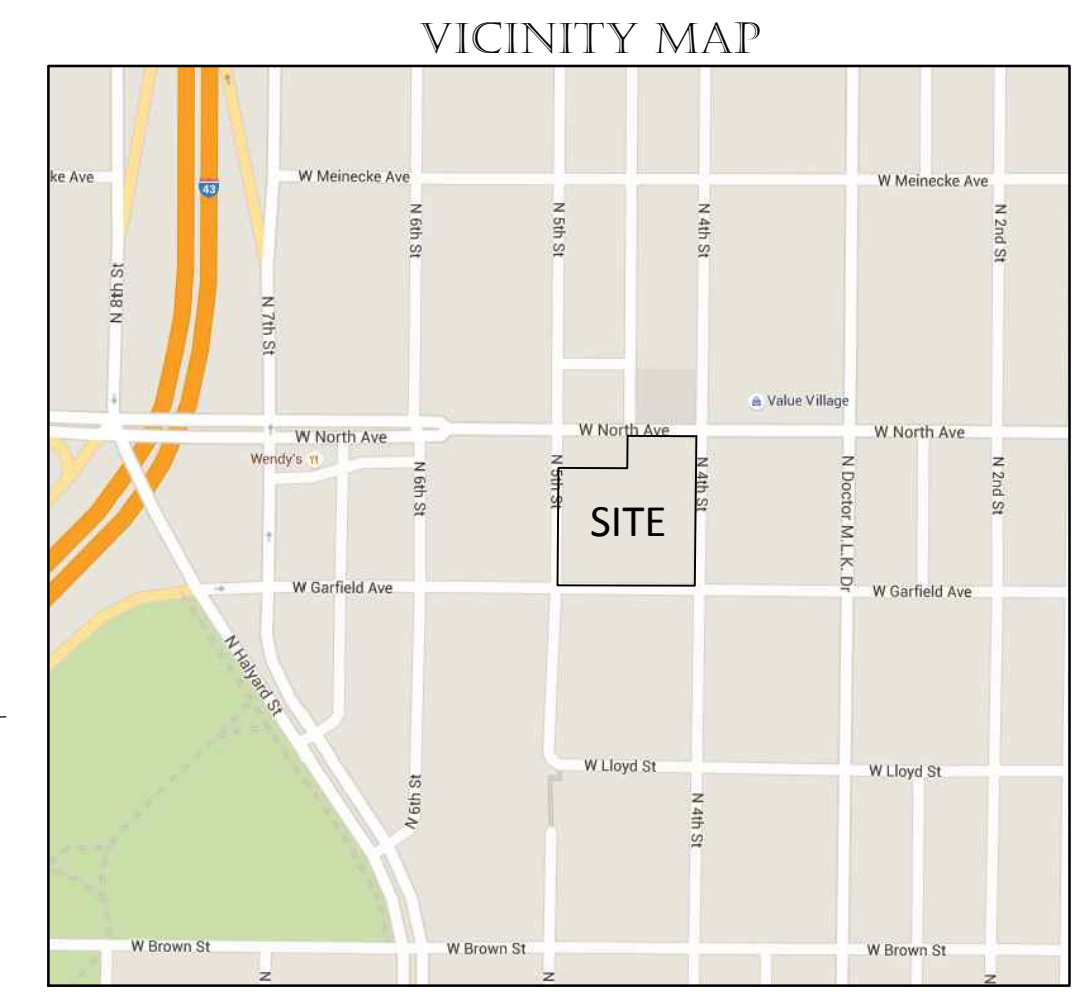 VICINITY MAP
ke Ave
W Meinecke Ave
W Meinecke Ave
43
N 8th St
N 7th St
N 6th St
N 5th St
N 4th St
N 2nd St
Value Village
W North Ave
W North Ave
W North Ave
Wendy's
N 6th St
N 5th St
N 4th St
N Doctor M.L.K. Dr
N 2nd St
SITE
W Garfield Ave
W Garfield Ave
N Halyard St
W Lloyd St
W Lloyd St
N 6th St
N 4th St
W Brown St
W Brown St
W Brown St
N
N
N